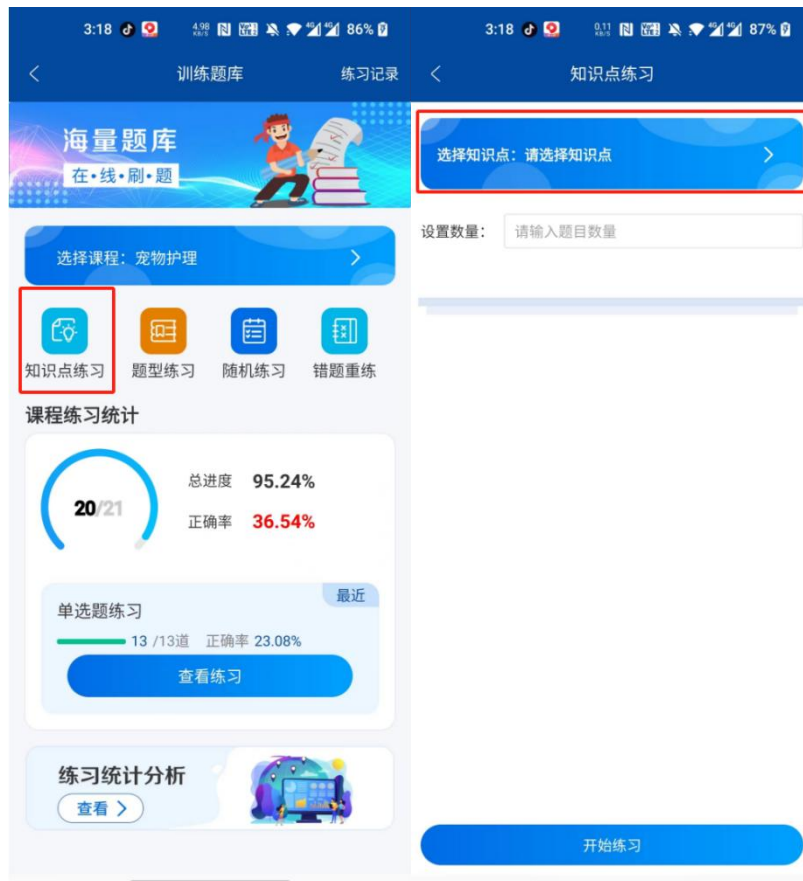 3:18 4.98 KB/S 86%
训练题库 练习记录
海量题库
在·线·刷·题
选择课程：宠物护理
知识点练习 题型练习 随机练习 错题重练
课程练习统计
20/21
总进度 95.24%
正确率 36.54%
最近
单选题练习
13 /13道 正确率 23.08%
查看练习
练习统计分析
查看
3:18 0.11 KB/S 87%
知识点练习
选择知识点：请选择知识点
设置数量： 请输入题目数量
开始练习